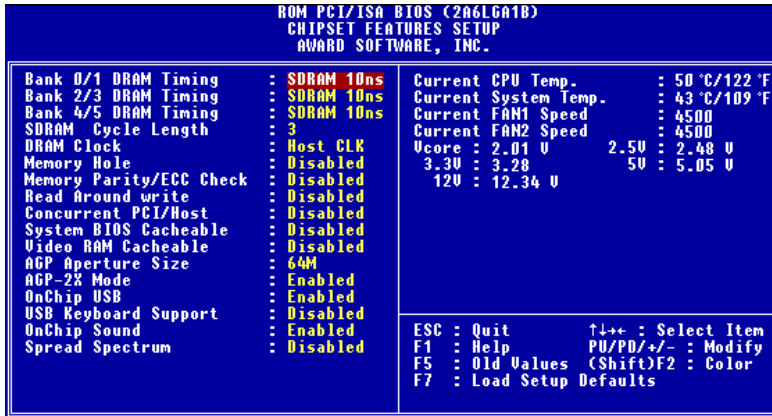 ROM PCI/ISA BIOS (2A6LGA1B)
CHIPSET FEATURES SETUP
AWARD SOFTWARE, INC.
Bank 0/1 DRAM Timing : SDRAM 10ns
Bank 2/3 DRAM Timing : SDRAM 10ns
Bank 4/5 DRAM Timing : SDRAM 10ns
SDRAM Cycle Length : 3
DRAM Clock : Host CLK
Memory Hole : Disabled
Memory Parity/ECC Check : Disabled
Read Around write : Disabled
Concurrent PCI/Host : Disabled
System BIOS Cacheable : Disabled
Video RAM Cacheable : Disabled
AGP Aperture Size : 64M
AGP-2X Mode : Enabled
OnChip USB : Enabled
USB Keyboard Support : Disabled
OnChip Sound : Enabled
Spread Spectrum : Disabled
Current CPU Temp. : 50 °C/122 °F
Current System Temp. : 43 °C/109 °F
Current FAN1 Speed : 4500
Current FAN2 Speed : 4500
Vcore : 2.01 V 2.5V : 2.48 V
3.3V : 3.28 5V : 5.05 V
12V : 12.34 V
ESC : Quit ↑↓→← : Select Item
F1 : Help PU/PD/+/- : Modify
F5 : Old Values (Shift)F2 : Color
F7 : Load Setup Defaults